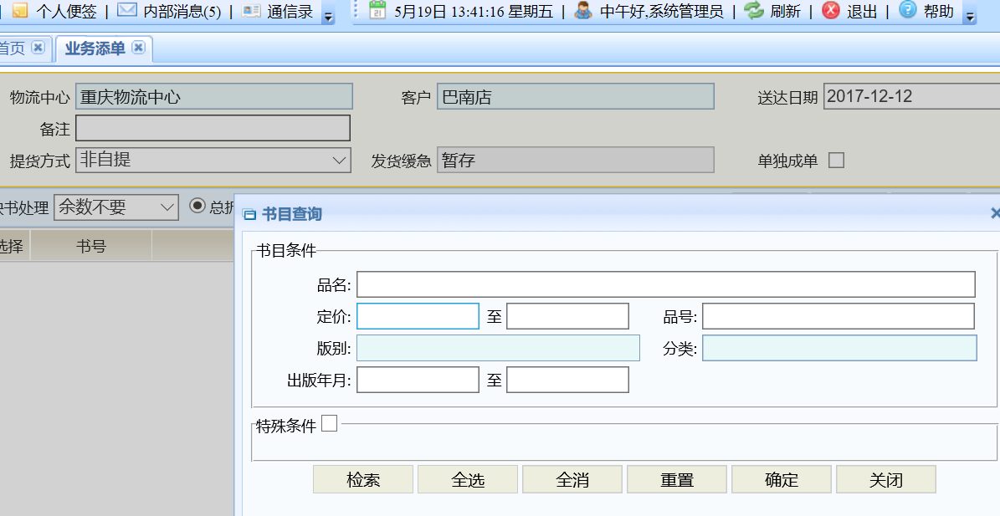 个人便签 | 内部消息(5) | 通信录 5月19日 13:41:16 星期五 | 中午好,系统管理员 | 刷新 | 退出 | 帮助
首页 业务添单
物流中心 重庆物流中心 客户 巴南店 送达日期 2017-12-12
备注
提货方式 非自提 发货缓急 暂存 单独成单
书处理 余数不要 总折
选择 书号
书目查询
书目条件
品名:
定价: 至 品号:
版别: 分类:
出版年月: 至
特殊条件
检索 全选 全消 重置 确定 关闭